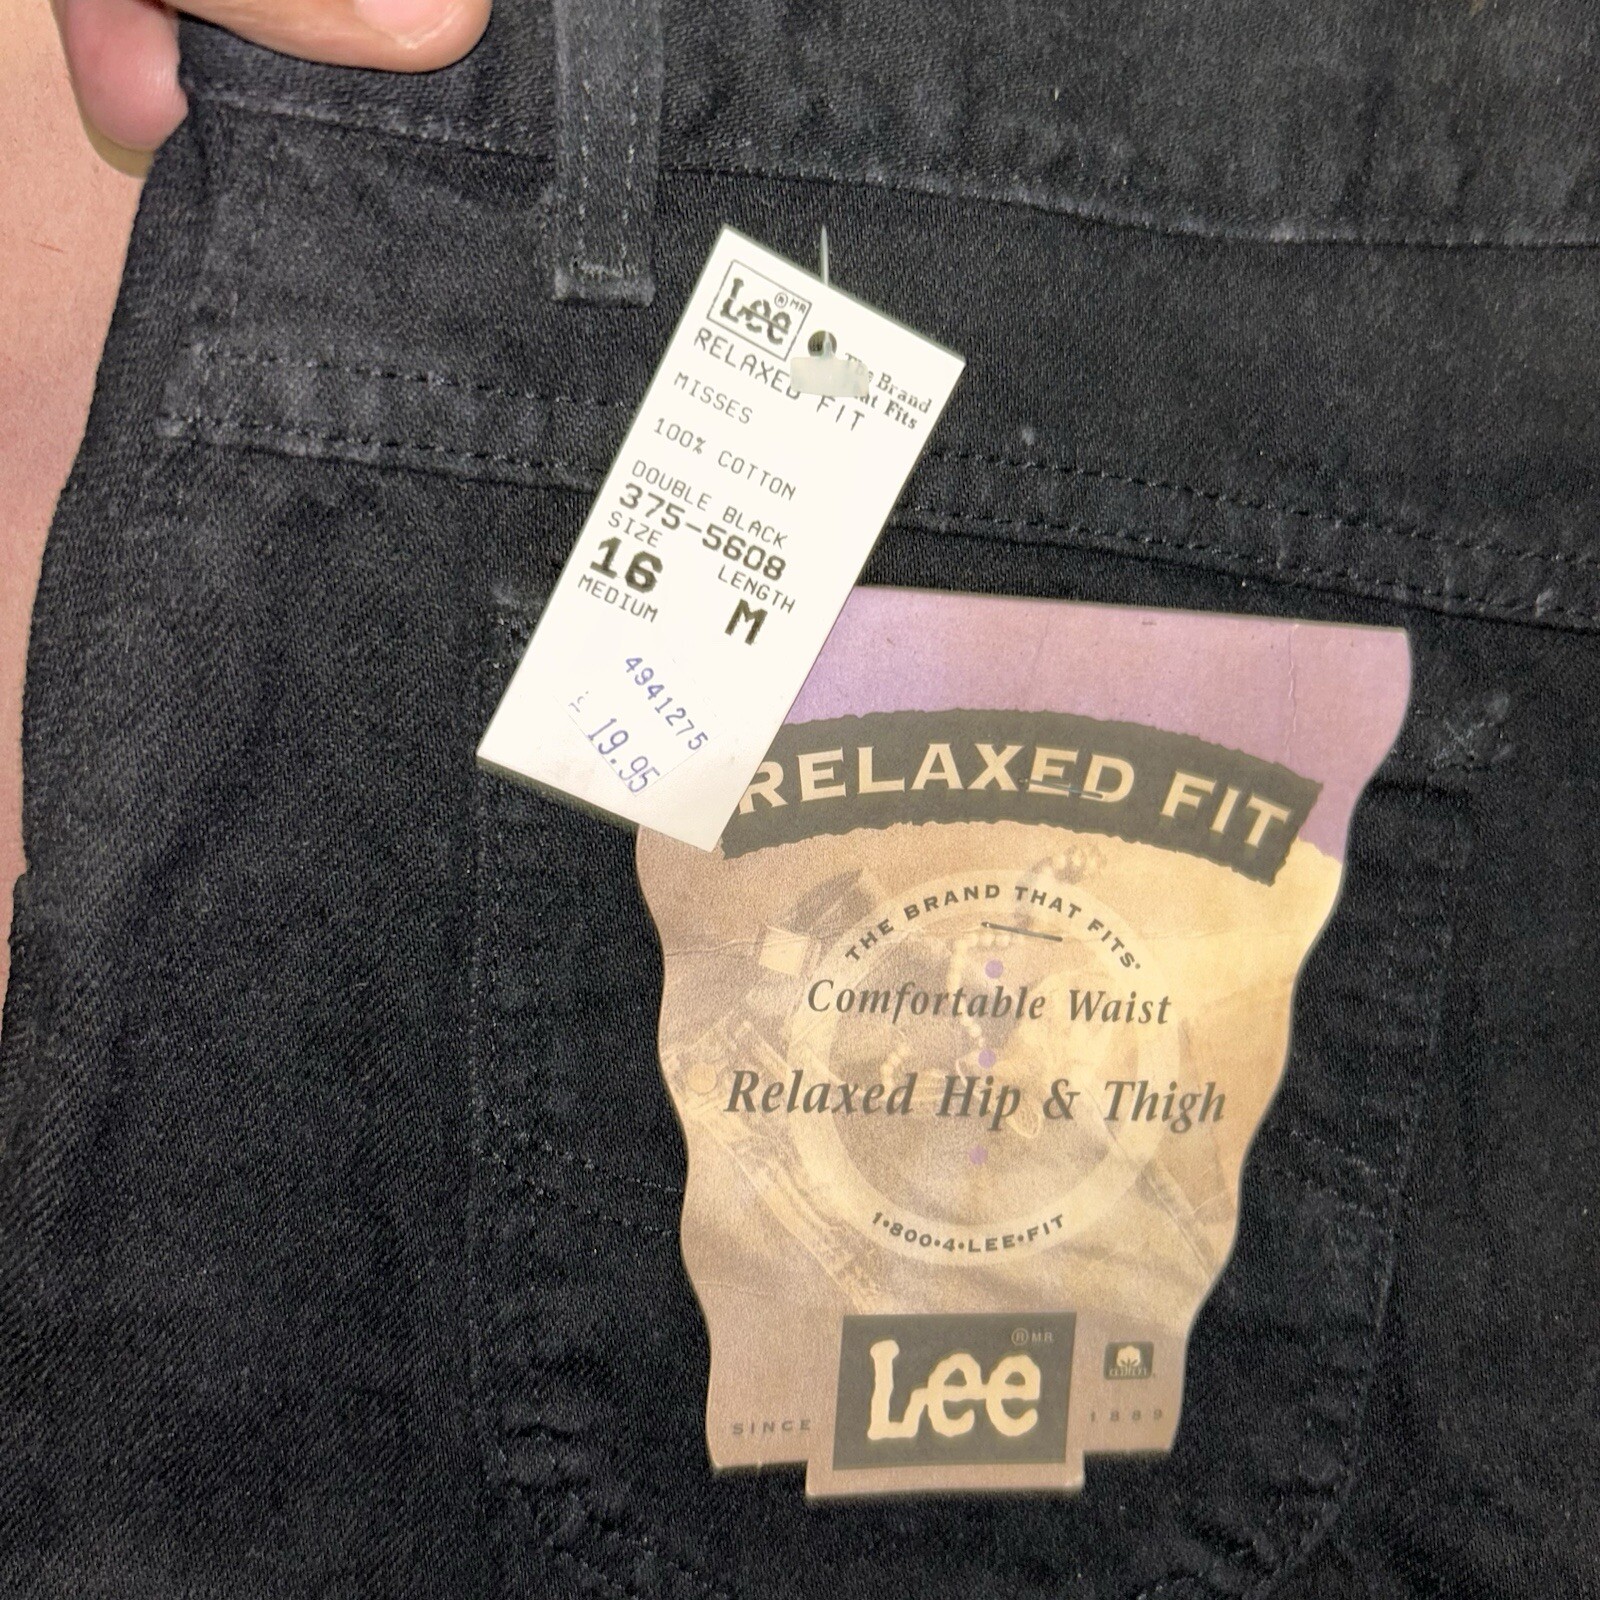 Lee ® MR
The Brand
That Fits
RELAXED FIT
MISSES
100% COTTON
DOUBLE BLACK
375-5608
SIZE LENGTH
16 M
MEDIUM
4941275
19.95
RELAXED FIT
THE BRAND THAT FITS®
Comfortable Waist
Relaxed Hip & Thigh
1•800•4•LEE•FIT
Lee ® M.R.
SINCE 1889